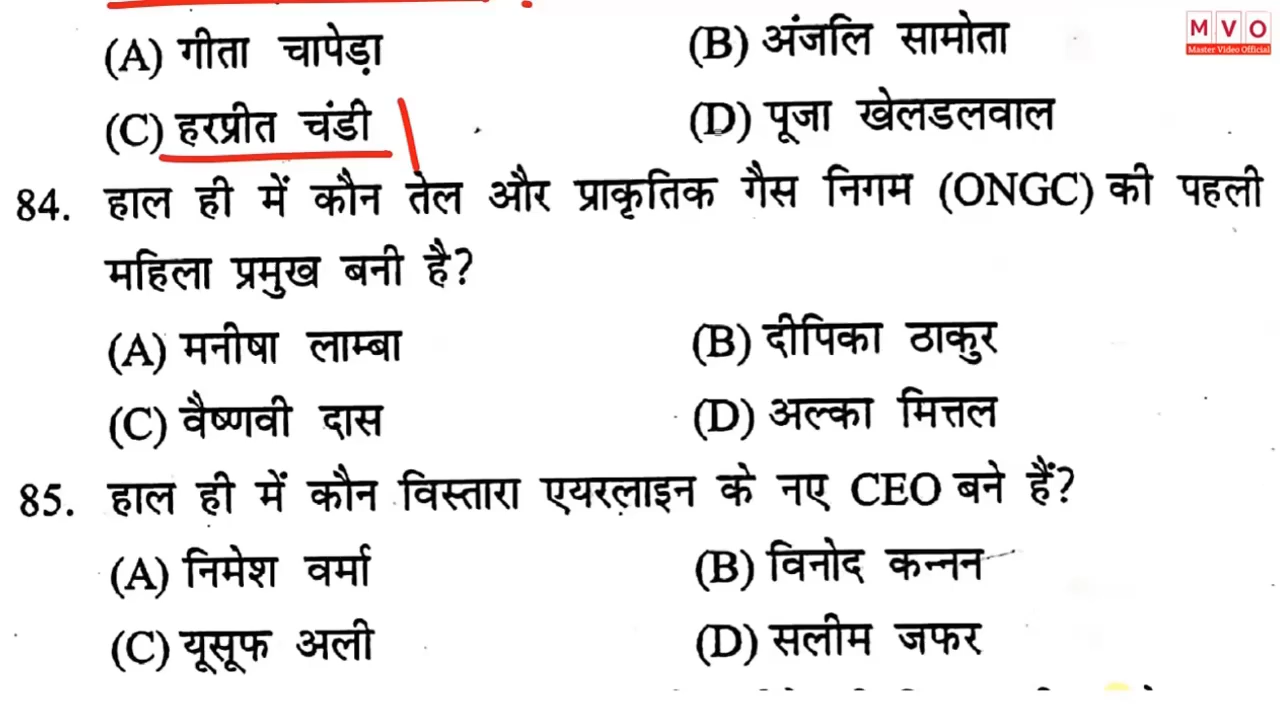 M V O
Master Video Official
(A) गीता चापेड़ा (B) अंजलि सामोता
(C) हरप्रीत चंडी (D) पूजा खेलडलवाल
84. हाल ही में कौन तेल और प्राकृतिक गैस निगम (ONGC) की पहली
महिला प्रमुख बनी है?
(A) मनीषा लाम्बा (B) दीपिका ठाकुर
(C) वैष्णवी दास (D) अल्का मित्तल
85. हाल ही में कौन विस्तारा एयरलाइन के नए CEO बने हैं?
(A) निमेश वर्मा (B) विनोद कन्नन
(C) यूसूफ अली (D) सलीम जफर